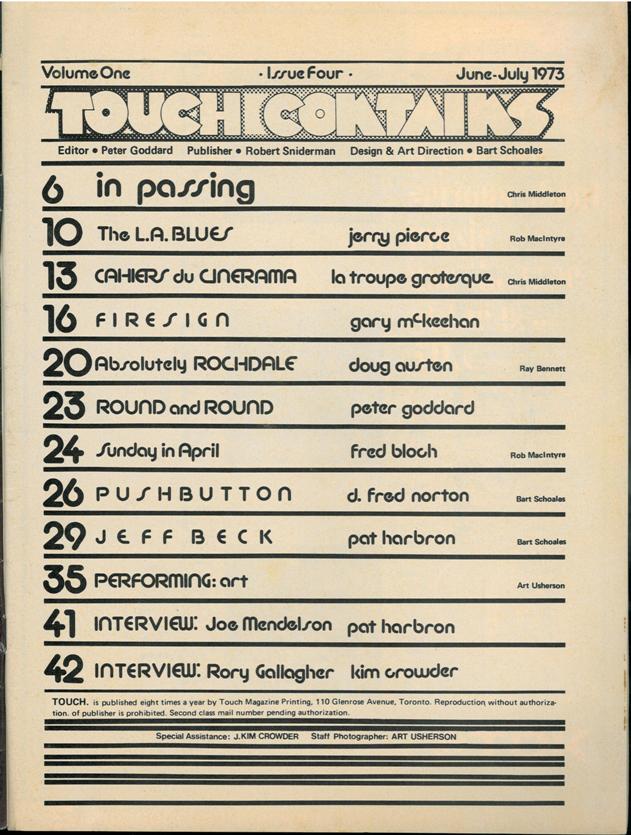 Volume One · Issue Four · June-July 1973
TOUCH CONTAINS
Editor • Peter Goddard Publisher • Robert Sniderman Design & Art Direction • Bart Schoales
6 in passing Chris Middleton
10 The L.A. BLUES jerry pierce Rob MacIntyre
13 CAHIERS du CINERAMA la troupe grotesque Chris Middleton
16 FIRESIGN gary mckeehan
20 Absolutely ROCHDALE doug austen Ray Bennett
23 ROUND and ROUND peter goddard
24 Sunday in April fred bloch Rob MacIntyre
26 PUSHBUTTON d. fred norton Bart Schoales
29 JEFF BECK pat harbron Bart Schoales
35 PERFORMING: art Art Usherson
41 INTERVIEW: Joe Mendelson pat harbron
42 INTERVIEW: Rory Gallagher kim crowder
TOUCH. is published eight times a year by Touch Magazine Printing, 110 Glenrose Avenue, Toronto. Reproduction without authoriza-
tion. of publisher is prohibited. Second class mail number pending authorization.
Special Assistance: J.KIM CROWDER Staff Photographer: ART USHERSON